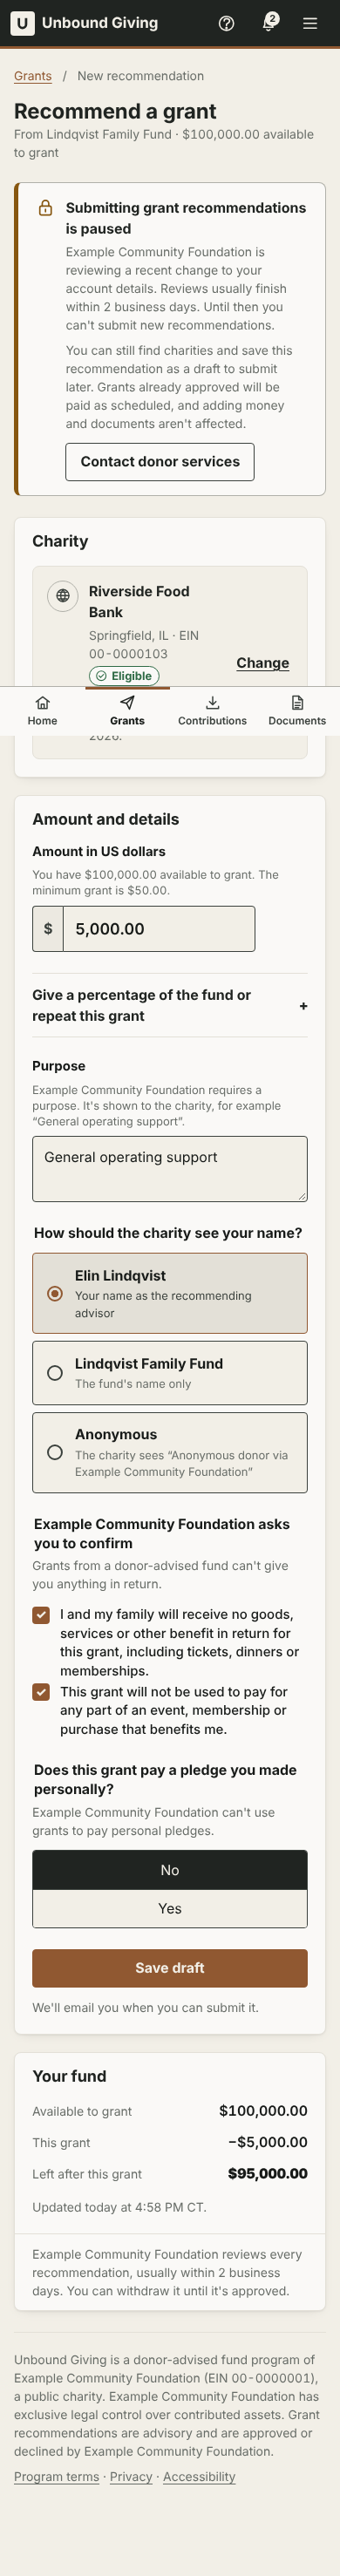 U Unbound Giving 2
Grants / New recommendation
Recommend a grant
From Lindqvist Family Fund · $100,000.00 available
to grant
Submitting grant recommendations
is paused
Example Community Foundation is
reviewing a recent change to your
account details. Reviews usually finish
within 2 business days. Until then you
can't submit new recommendations.
You can still find charities and save this
recommendation as a draft to submit
later. Grants already approved will be
paid as scheduled, and adding money
and documents aren't affected.
Contact donor services
Charity
Riverside Food
Bank
Springfield, IL · EIN
00-0000103
Change
Eligible
Home
Grants
Contributions
Documents
2026.
Amount and details
Amount in US dollars
You have $100,000.00 available to grant. The
minimum grant is $50.00.
$ 5,000.00
Give a percentage of the fund or
repeat this grant
+
Purpose
Example Community Foundation requires a
purpose. It's shown to the charity, for example
“General operating support”.
General operating support
How should the charity see your name?
Elin Lindqvist
Your name as the recommending
advisor
Lindqvist Family Fund
The fund's name only
Anonymous
The charity sees “Anonymous donor via
Example Community Foundation”
Example Community Foundation asks
you to confirm
Grants from a donor-advised fund can't give
you anything in return.
I and my family will receive no goods,
services or other benefit in return for
this grant, including tickets, dinners or
memberships.
This grant will not be used to pay for
any part of an event, membership or
purchase that benefits me.
Does this grant pay a pledge you made
personally?
Example Community Foundation can't use
grants to pay personal pledges.
No
Yes
Save draft
We'll email you when you can submit it.
Your fund
Available to grant $100,000.00
This grant −$5,000.00
Left after this grant $95,000.00
Updated today at 4:58 PM CT.
Example Community Foundation reviews every
recommendation, usually within 2 business
days. You can withdraw it until it's approved.
Unbound Giving is a donor-advised fund program of
Example Community Foundation (EIN 00-0000001),
a public charity. Example Community Foundation has
exclusive legal control over contributed assets. Grant
recommendations are advisory and are approved or
declined by Example Community Foundation.
Program terms · Privacy · Accessibility